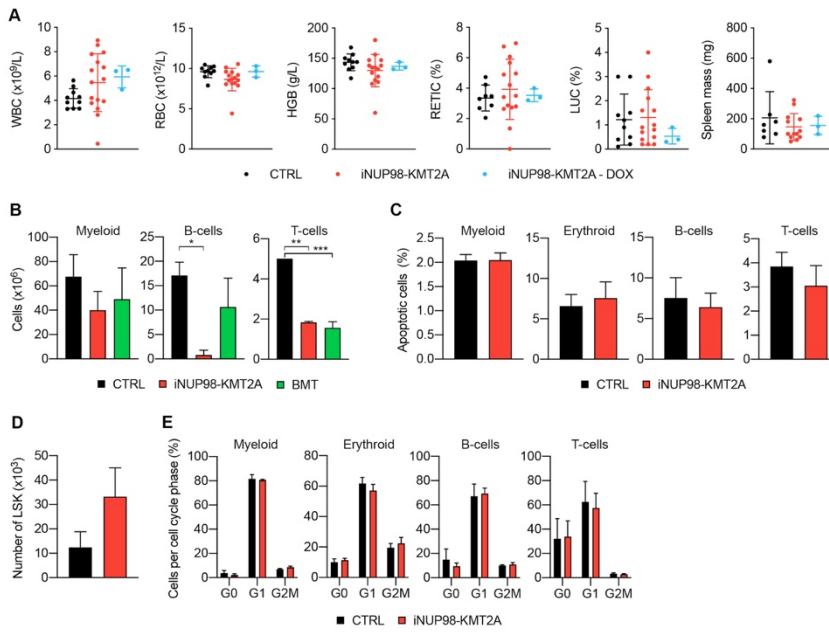 A
WBC (x10⁹/L)
10
8
6
4
2
0
RBC (x10¹²/L)
20
15
10
5
0
HGB (g/L)
200
150
100
50
0
RETIC (%)
8
6
4
2
0
LUC (%)
5
4
3
2
1
0
Spleen mass (mg)
800
600
400
200
0
CTRL
iNUP98-KMT2A
iNUP98-KMT2A - DOX
B
Myeloid
B-cells
T-cells
Cells (x10⁶)
100
80
60
40
20
0
25
20
15
10
5
0
*
6
4
2
0
**
***
CTRL
iNUP98-KMT2A
BMT
C
Myeloid
Erythroid
B-cells
T-cells
Apoptotic cells (%)
2.5
2.0
1.5
1.0
0.5
0
15
10
5
0
15
10
5
0
5
4
3
2
1
0
CTRL
iNUP98-KMT2A
D
Number of LSK (x10³)
50
40
30
20
10
0
E
Myeloid
Erythroid
B-cells
T-cells
Cells per cell cycle phase (%)
100
80
60
40
20
0
G0 G1 G2M
80
60
40
20
0
G0 G1 G2M
100
80
60
40
20
0
G0 G1 G2M
100
80
60
40
20
0
G0 G1 G2M
CTRL
iNUP98-KMT2A